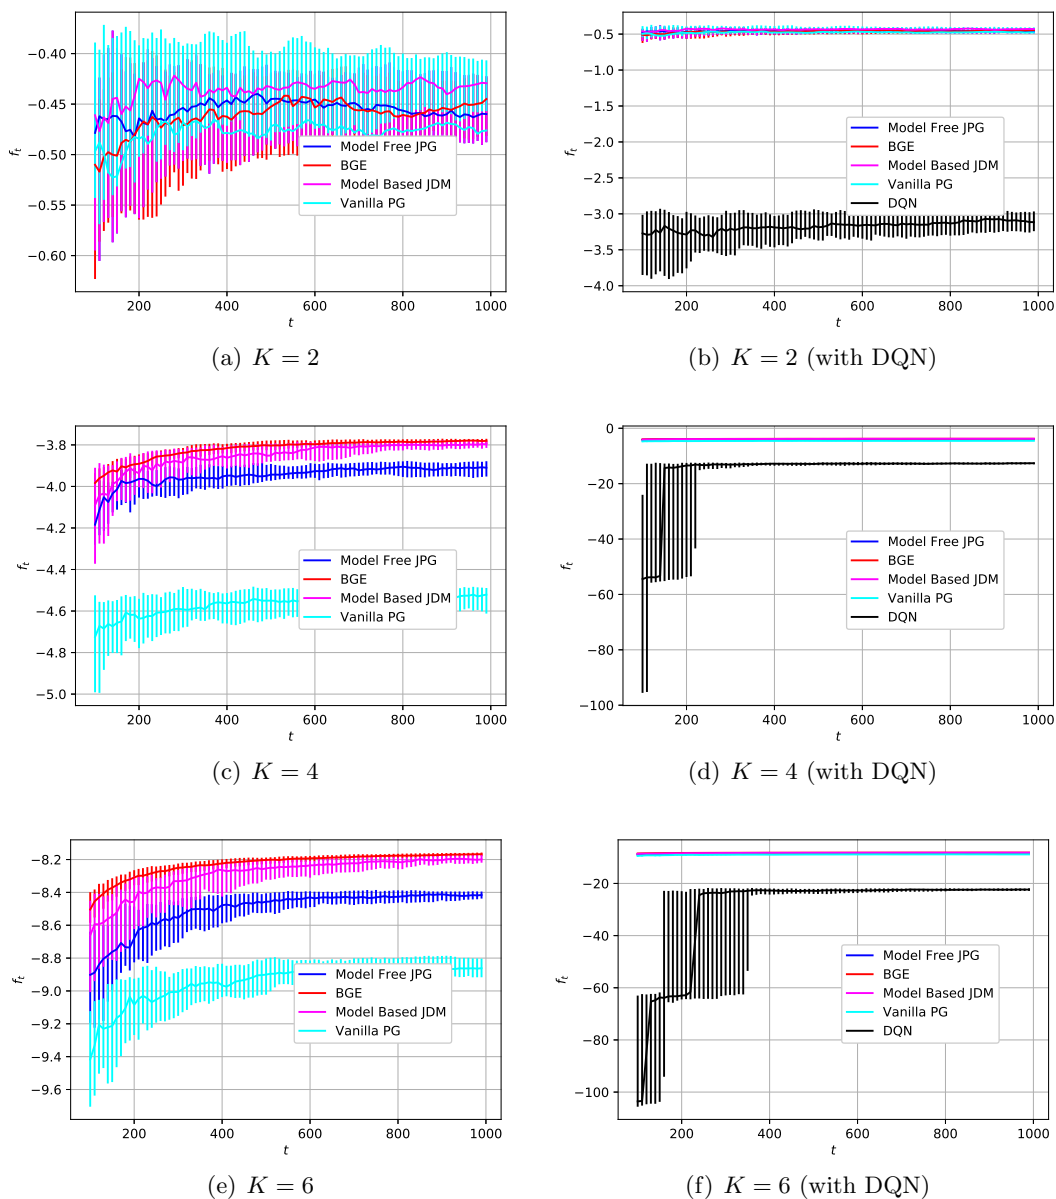 −0.40
−0.45
−0.50
−0.55
−0.60
f_t
200 400 600 800 1000
t
Model Free JPG
BGE
Model Based JDM
Vanilla PG
(a) K = 2
−0.5
−1.0
−1.5
−2.0
−2.5
−3.0
−3.5
−4.0
f_t
200 400 600 800 1000
t
Model Free JPG
BGE
Model Based JDM
Vanilla PG
DQN
(b) K = 2 (with DQN)
−3.8
−4.0
−4.2
−4.4
−4.6
−4.8
−5.0
f_t
200 400 600 800 1000
t
Model Free JPG
BGE
Model Based JDM
Vanilla PG
(c) K = 4
0
−20
−40
−60
−80
−100
f_t
200 400 600 800 1000
t
Model Free JPG
BGE
Model Based JDM
Vanilla PG
DQN
(d) K = 4 (with DQN)
−8.2
−8.4
−8.6
−8.8
−9.0
−9.2
−9.4
−9.6
f_t
200 400 600 800 1000
t
Model Free JPG
BGE
Model Based JDM
Vanilla PG
(e) K = 6
−20
−40
−60
−80
−100
f_t
200 400 600 800 1000
t
Model Free JPG
BGE
Model Based JDM
Vanilla PG
DQN
(f) K = 6 (with DQN)